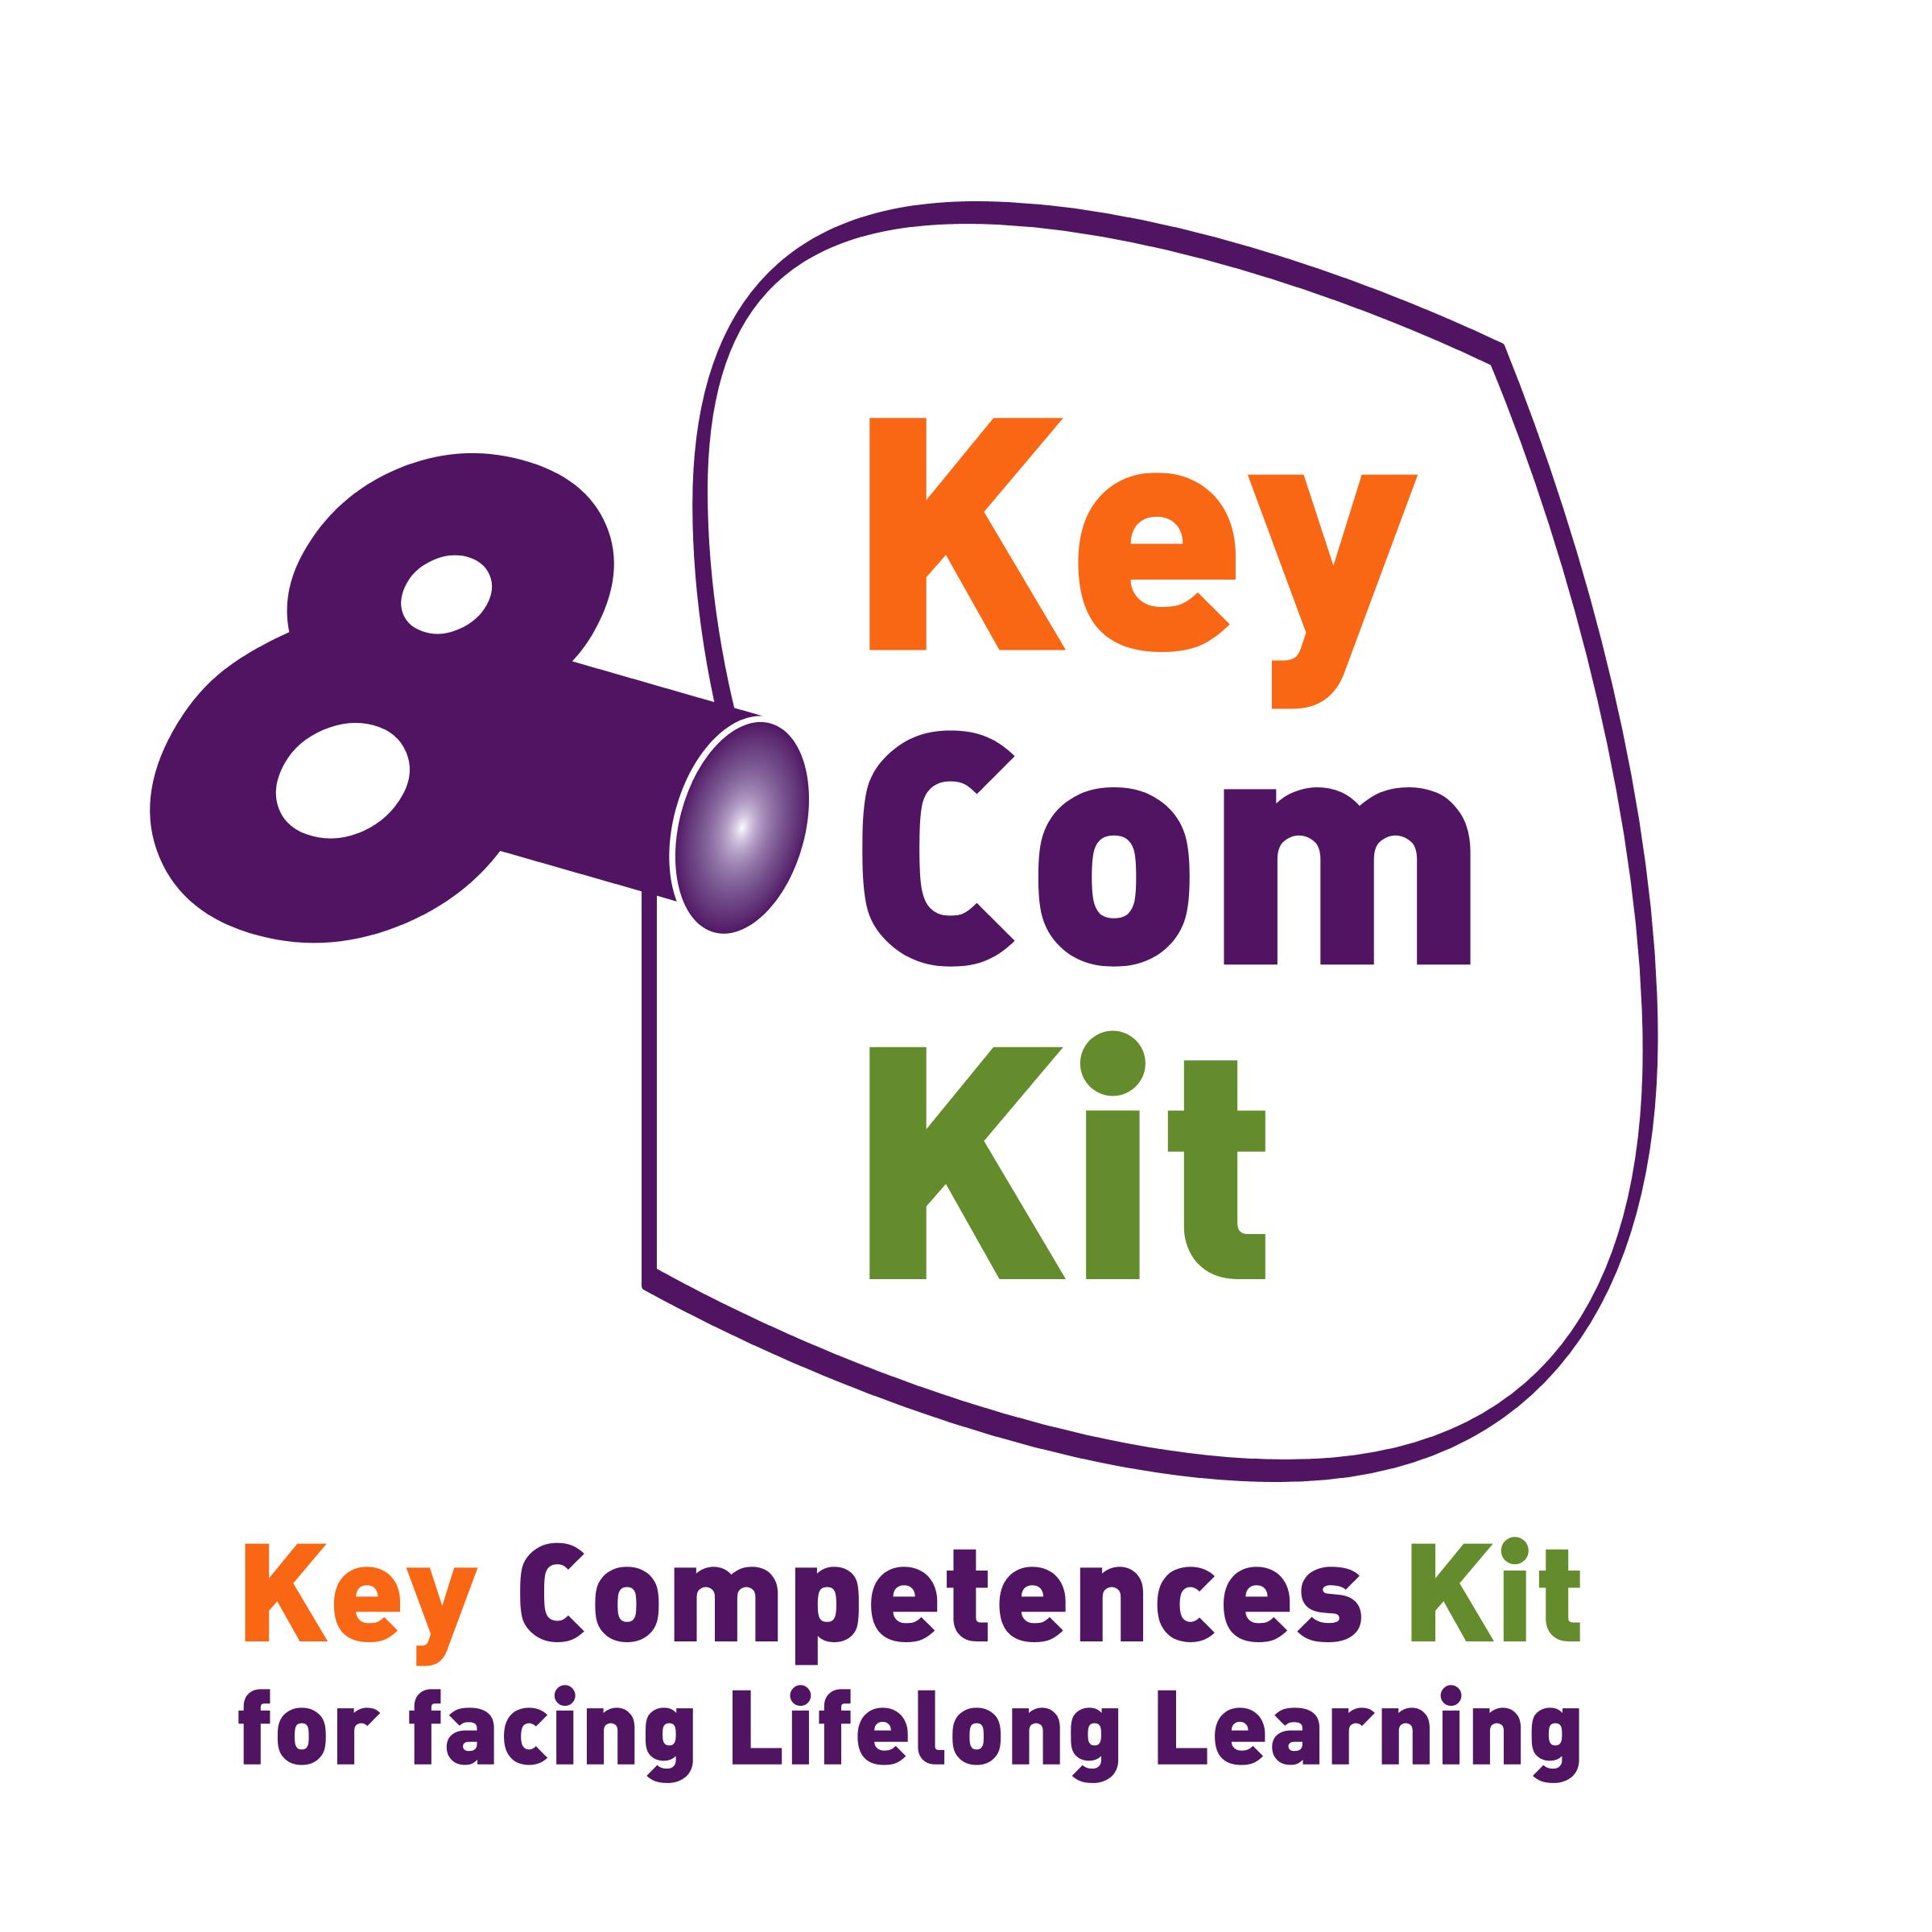 Key
Com
Kit
Key Competences Kit
for facing Lifelong Learning